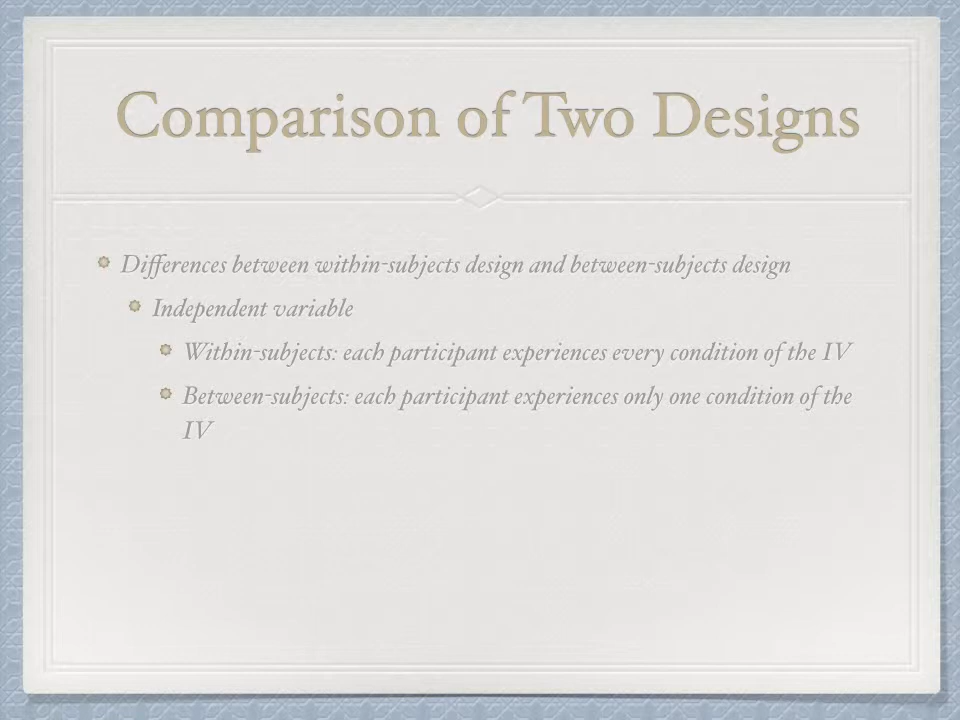 Comparison of Two Designs
Differences between within-subjects design and between-subjects design
Independent variable
Within-subjects: each participant experiences every condition of the IV
Between-subjects: each participant experiences only one condition of the
IV